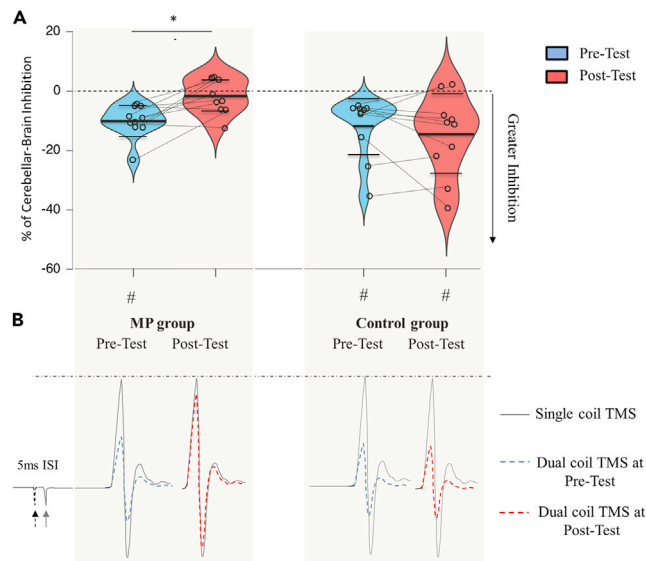 A
20
*
0
-20
-40
-60
% of Cerebellar-Brain Inhibition
Pre-Test
Post-Test
Greater Inhibition
#
#
#
B
MP group
Control group
Pre-Test
Post-Test
Pre-Test
Post-Test
5ms ISI
Single coil TMS
Dual coil TMS at
Pre-Test
Dual coil TMS at
Post-Test